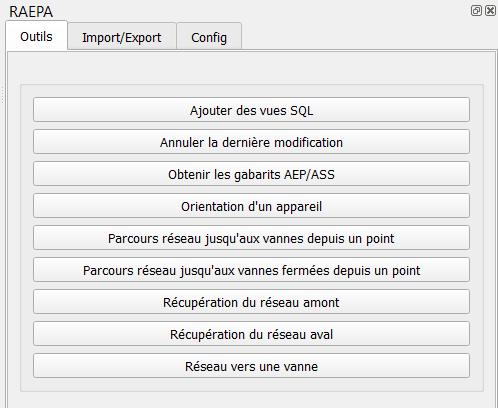 RAEPA
Outils
Import/Export
Config
Ajouter des vues SQL
Annuler la dernière modification
Obtenir les gabarits AEP/ASS
Orientation d'un appareil
Parcours réseau jusqu'aux vannes depuis un point
Parcours réseau jusqu'aux vannes fermées depuis un point
Récupération du réseau amont
Récupération du réseau aval
Réseau vers une vanne